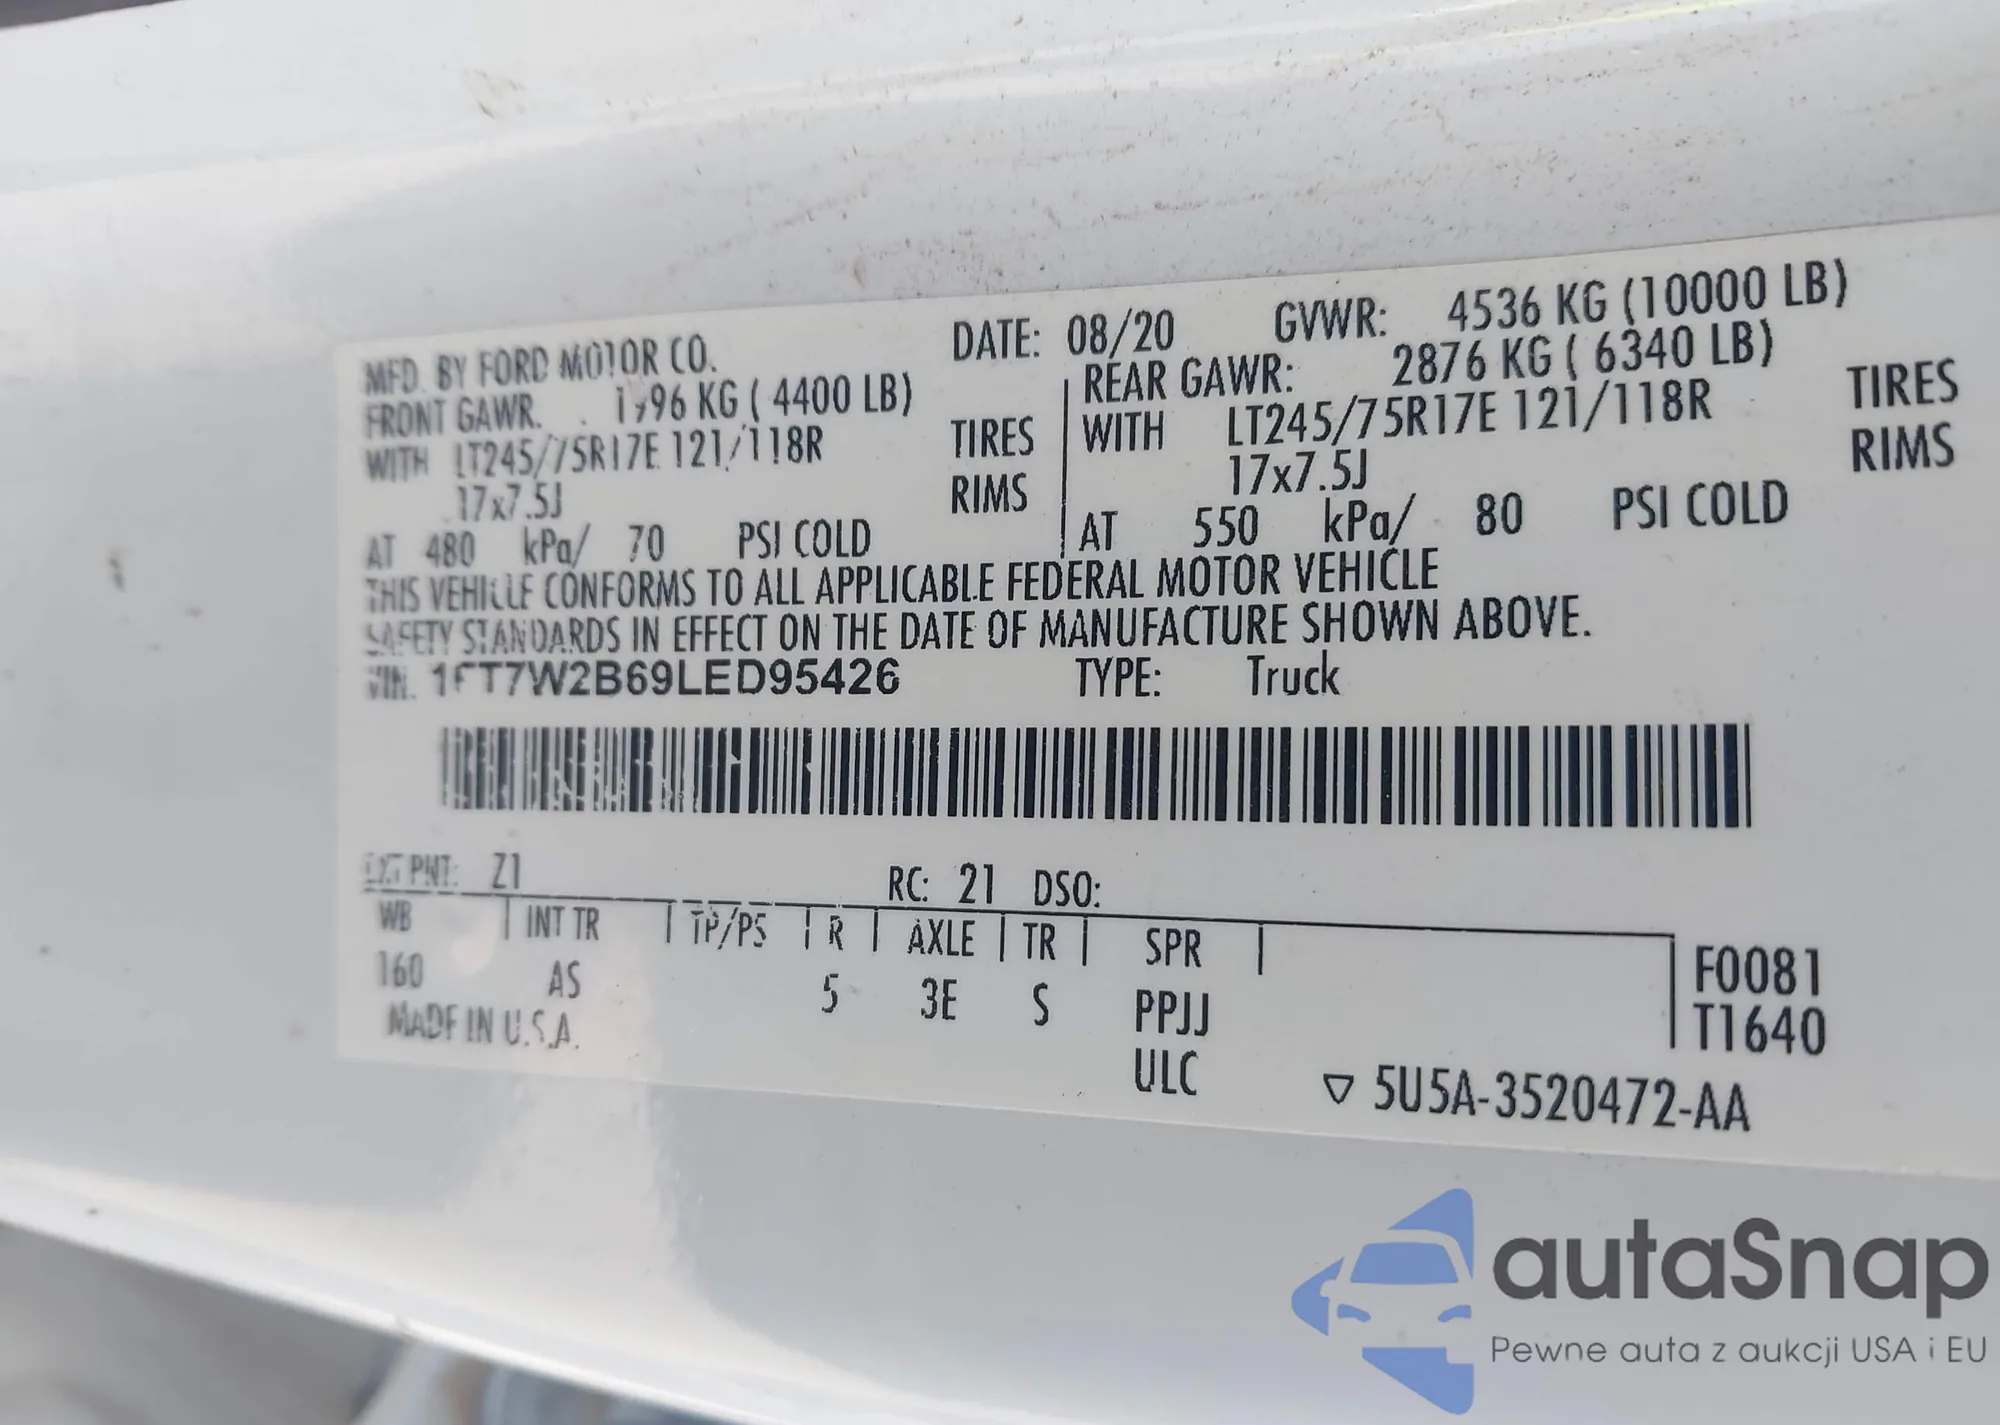 MFD. BY FORD MOTOR CO. DATE: 08/20 GVWR: 4536 KG (10000 LB)
FRONT GAWR. 1996 KG ( 4400 LB) REAR GAWR: 2876 KG ( 6340 LB)
WITH LT245/75R17E 121/118R TIRES WITH LT245/75R17E 121/118R TIRES
17x7.5J RIMS 17x7.5J RIMS
AT 480 kPa/ 70 PSI COLD AT 550 kPa/ 80 PSI COLD
THIS VEHICLE CONFORMS TO ALL APPLICABLE FEDERAL MOTOR VEHICLE
SAFETY STANDARDS IN EFFECT ON THE DATE OF MANUFACTURE SHOWN ABOVE.
VIN. 1FT7W2B69LED95426 TYPE: Truck
EXT PNT: Z1 RC: 21 DSO:
WB INT TR TP/PS R AXLE TR SPR
160 AS 5 3E S PPJJ F0081
MADE IN U.S.A. ULC T1640
▽ 5U5A-3520472-AA
autaSnap
Pewne auta z aukcji USA i EU